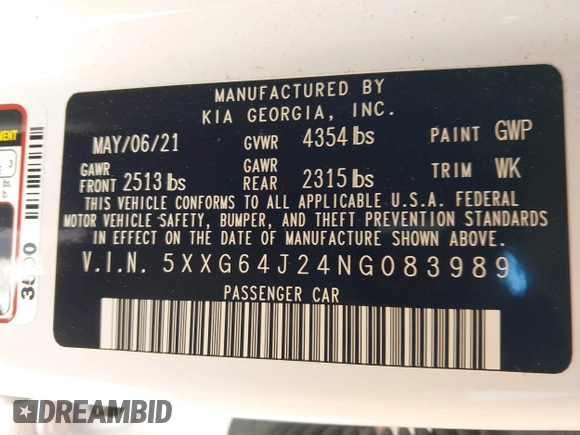 MANUFACTURED BY
KIA GEORGIA, INC.
MAY/06/21 GVWR 4354 lbs PAINT GWP
GAWR FRONT 2513 lbs GAWR REAR 2315 lbs TRIM WK
THIS VEHICLE CONFORMS TO ALL APPLICABLE U.S.A. FEDERAL
MOTOR VEHICLE SAFETY, BUMPER, AND THEFT PREVENTION STANDARDS
IN EFFECT ON THE DATE OF MANUFACTURE SHOWN ABOVE.
V.I.N. 5XXG64J24NG083989
PASSENGER CAR
3
lbs.
DREAMBID